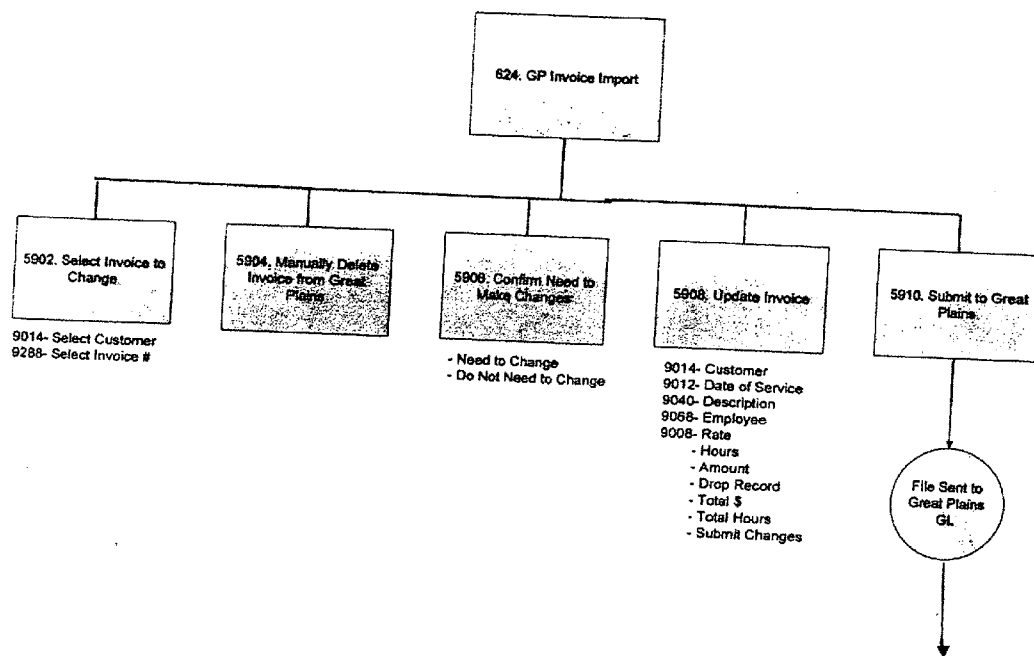 624. GP Invoice Import
5902. Select Invoice to
Change
9014- Select Customer
9288- Select Invoice #
5904. Manually Delete
Invoice from Great
Plains
5906. Confirm Need to
Make Changes
- Need to Change
- Do Not Need to Change
5908. Update Invoice
9014- Customer
9012- Date of Service
9040- Description
9068- Employee
9008- Rate
- Hours
- Amount
- Drop Record
- Total $
- Total Hours
- Submit Changes
5910. Submit to Great
Plains
File Sent to
Great Plains
GL